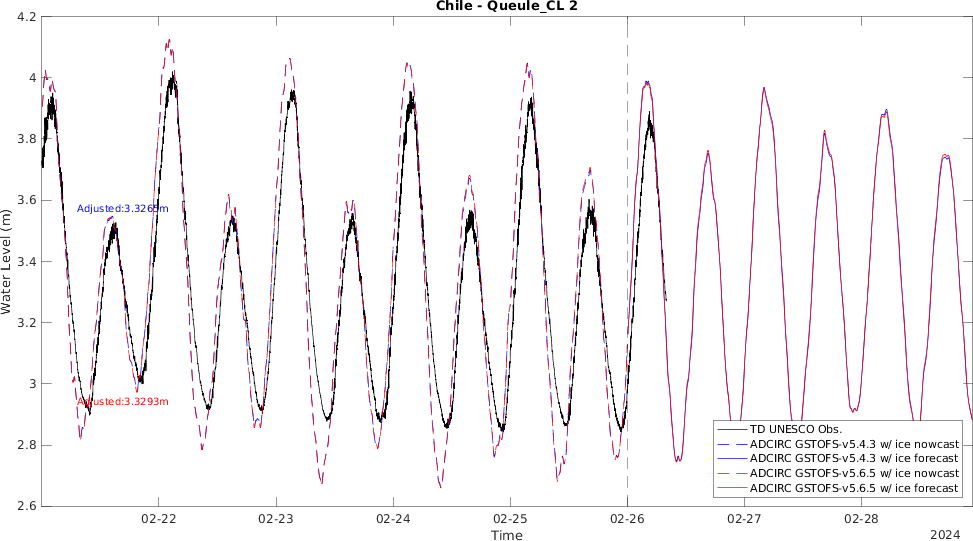 Chile - Queule_CL 2
4.2
4
3.8
3.6
3.4
3.2
3
2.8
2.6
Water Level (m)
Adjusted:3.3265m
Adjusted:3.3293m
TD UNESCO Obs.
ADCIRC GSTOFS-v5.4.3 w/ ice nowcast
ADCIRC GSTOFS-v5.4.3 w/ ice forecast
ADCIRC GSTOFS-v5.6.5 w/ ice nowcast
ADCIRC GSTOFS-v5.6.5 w/ ice forecast
02-22 02-23 02-24 02-25 02-26 02-27 02-28
Time
2024